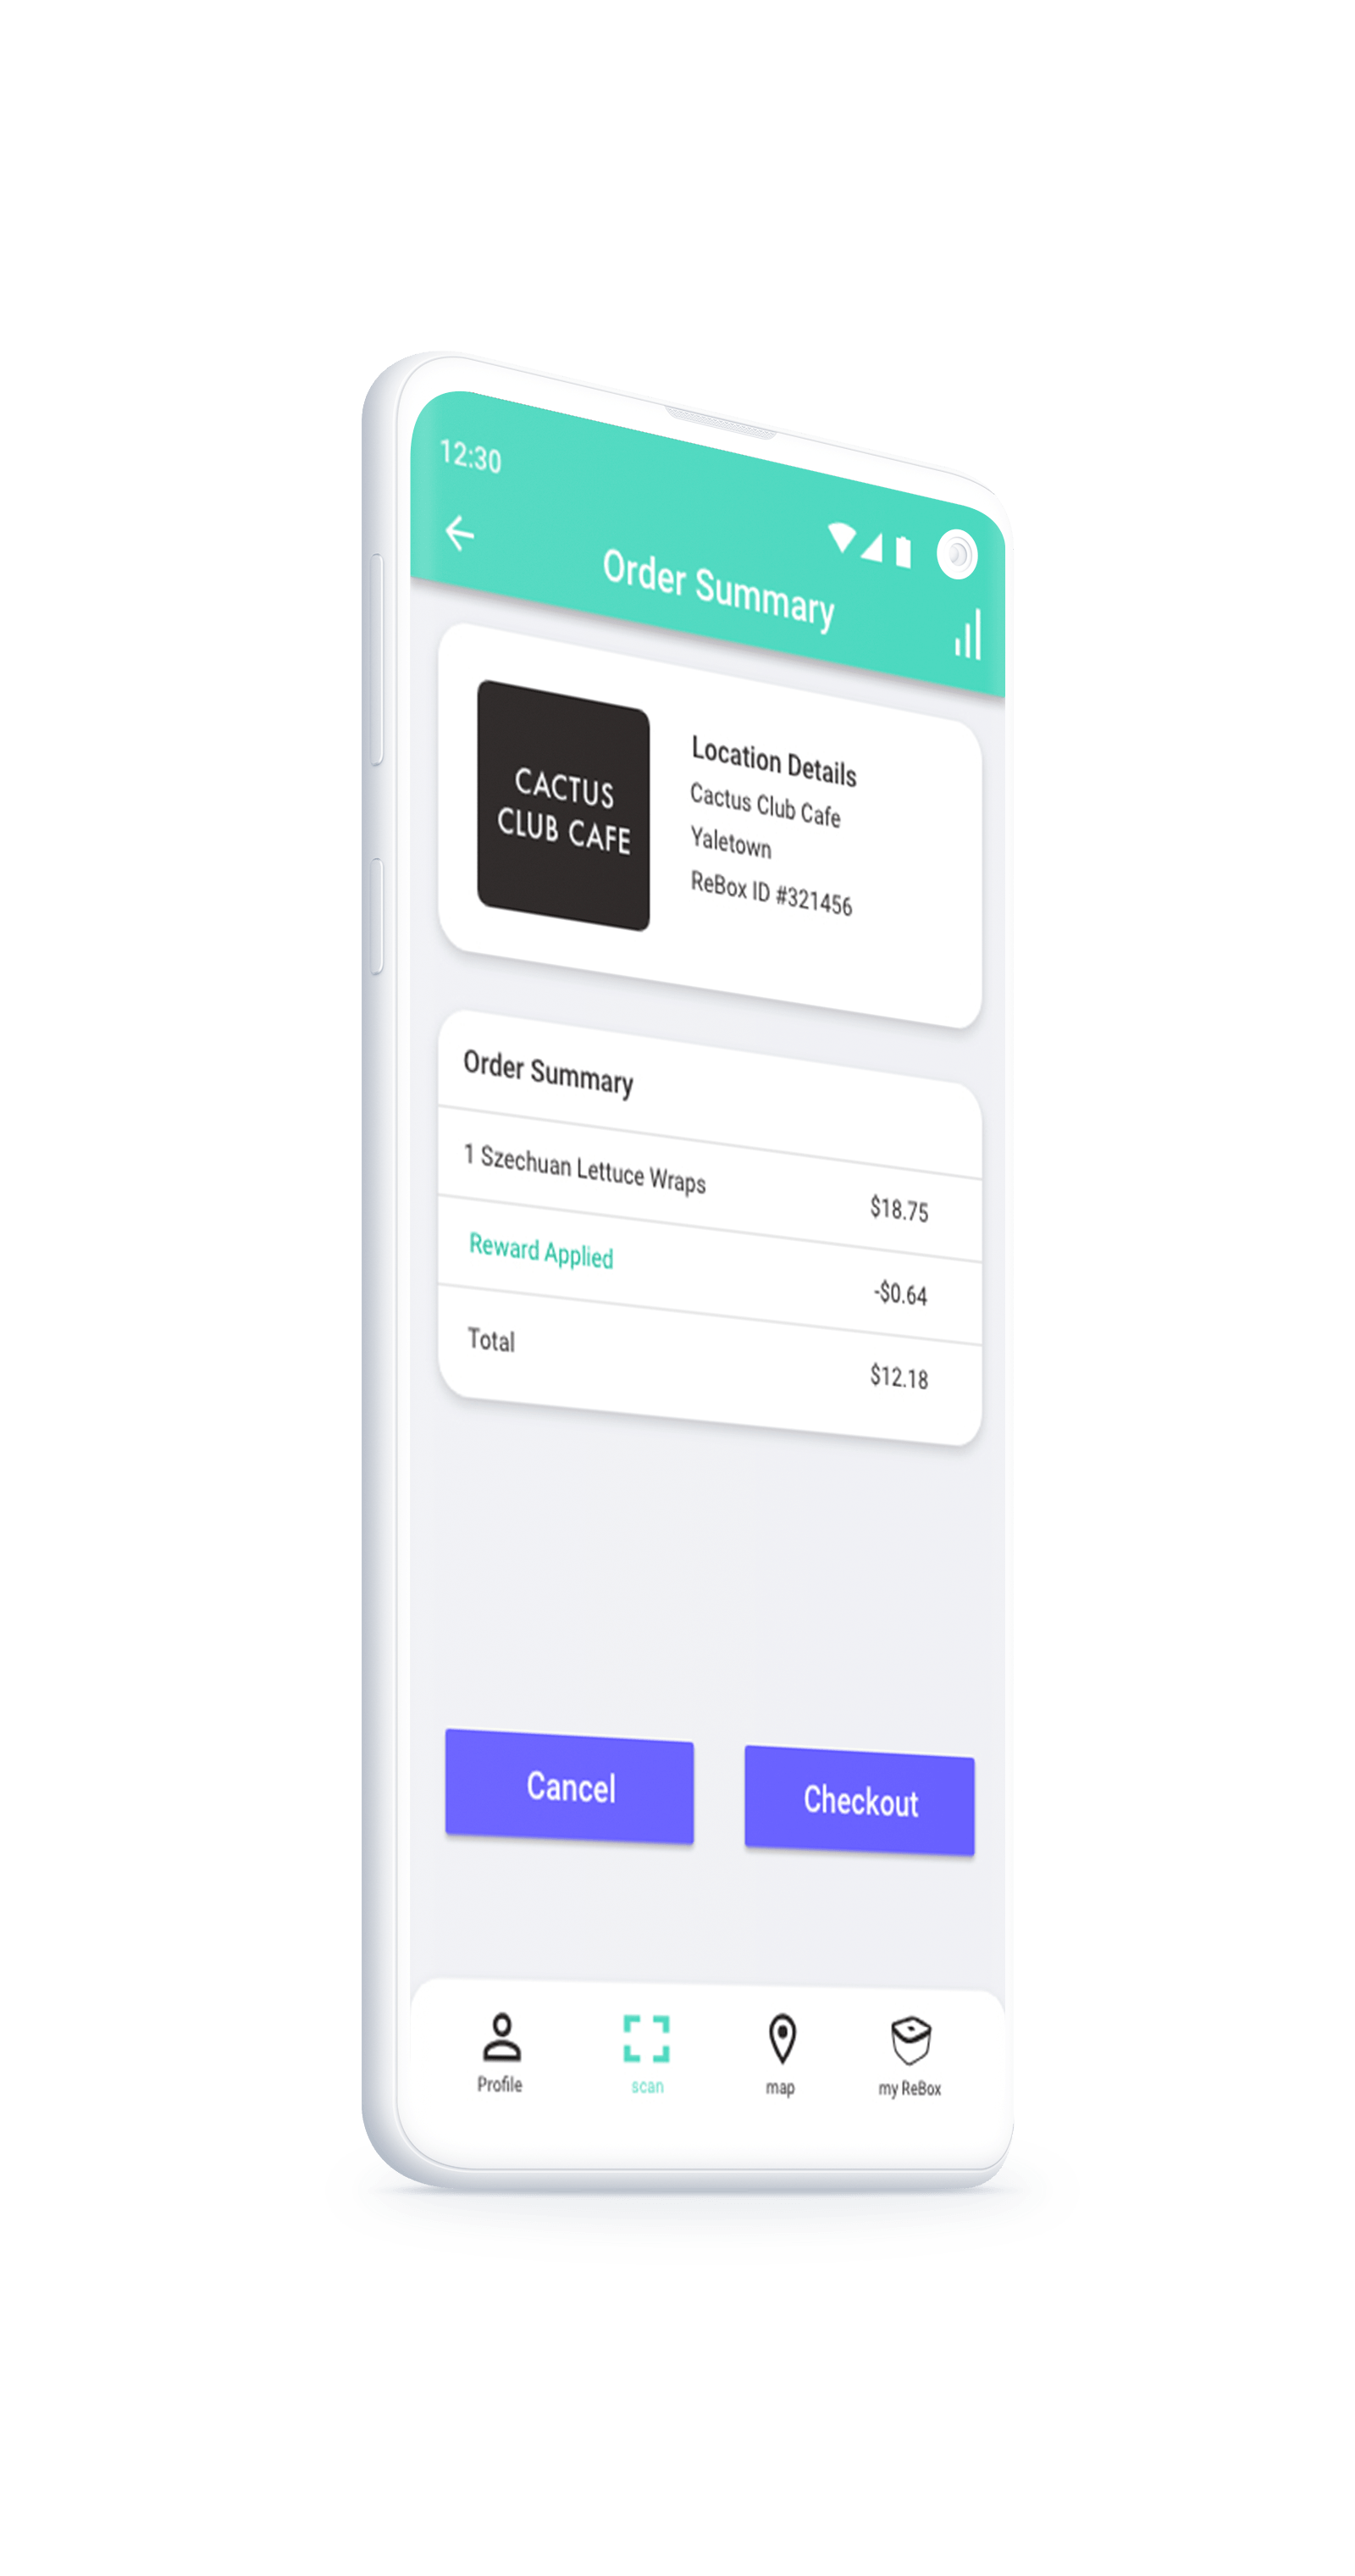 12:30
Order Summary
CACTUS
CLUB CAFE
Location Details
Cactus Club Cafe
Yaletown
ReBox ID #321456
Order Summary
1 Szechuan Lettuce Wraps $18.75
Reward Applied -$0.64
Total $12.18
Cancel Checkout
Profile scan map my ReBox